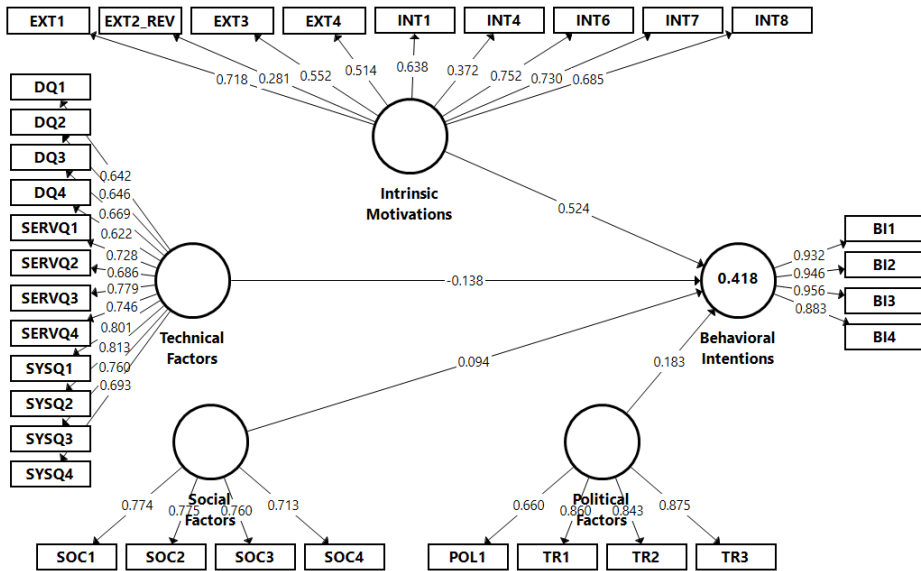 EXT1 EXT2_REV EXT3 EXT4 INT1 INT4 INT6 INT7 INT8
0.718 0.281 0.552 0.514 0.638 0.372 0.752 0.730 0.685
DQ1
DQ2
DQ3
DQ4
SERVQ1
SERVQ2
SERVQ3
SERVQ4
SYSQ1
SYSQ2
SYSQ3
SYSQ4
0.642
0.646
0.669
0.622
0.728
0.686
0.779
0.746
0.801
0.813
0.760
0.693
Intrinsic
Motivations
0.524
Technical
Factors
-0.138
0.094
0.183
0.418
Behavioral
Intentions
0.932
0.946
0.956
0.883
BI1
BI2
BI3
BI4
Social
Factors
0.774 0.775 0.760 0.713
SOC1 SOC2 SOC3 SOC4
Political
Factors
0.660 0.860 0.843 0.875
POL1 TR1 TR2 TR3